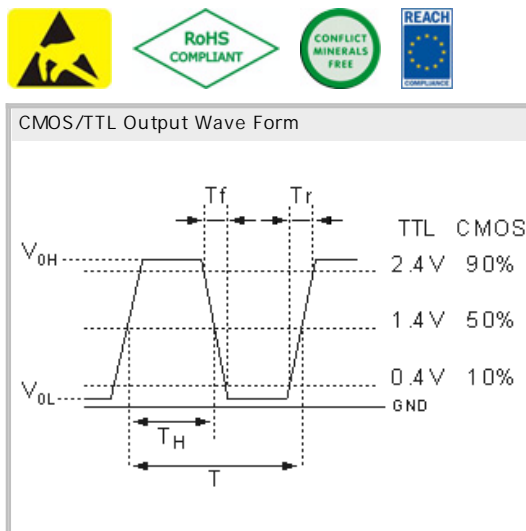 RoHS
COMPLIANT
CONFLICT
MINERALS
FREE
REACH
COMPLIANCE
CMOS/TTL Output Wave Form
Tf Tr
TTL CMOS
V0H 2.4V 90%
1.4V 50%
0.4V 10%
V0L GND
TH
T